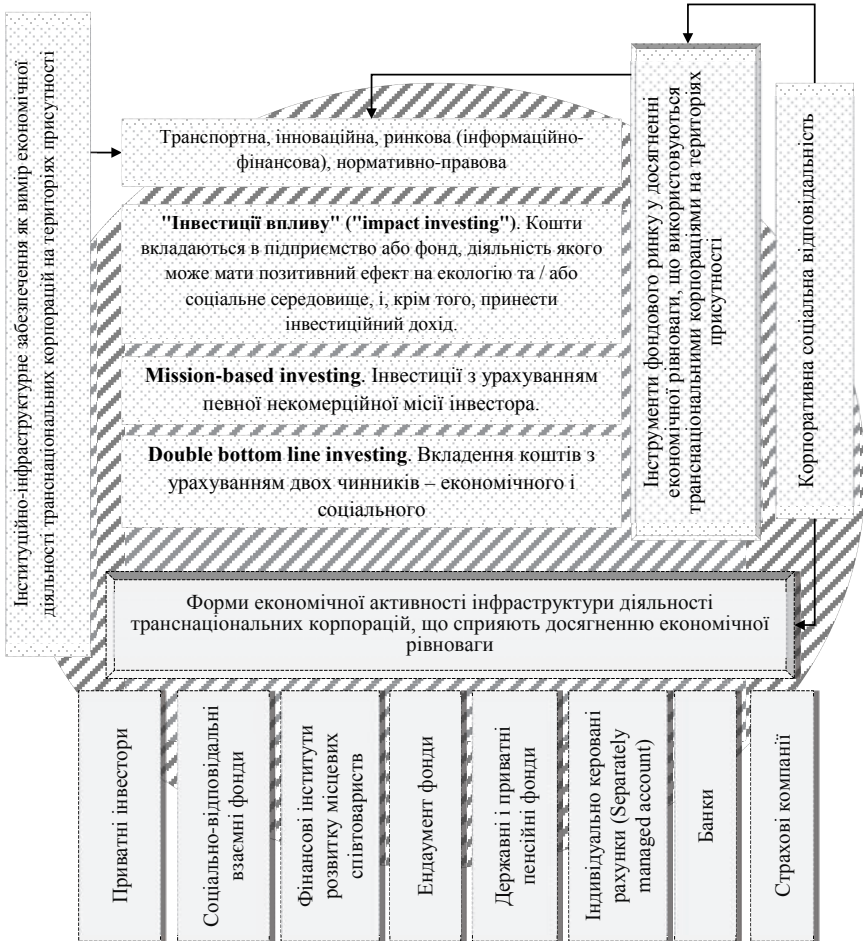 Інституційно-інфраструктурне забезпечення як вимір економічної
діяльності транснаціональних корпорацій на територіях присутності
Транспортна, інноваційна, ринкова (інформаційно-
фінансова), нормативно-правова
"Інвестиції впливу" ("impact investing"). Кошти
вкладаються в підприємство або фонд, діяльність якого
може мати позитивний ефект на екологію та / або
соціальне середовище, і, крім того, принести
інвестиційний дохід.
Mission-based investing. Інвестиції з урахуванням
певної некомерційної місії інвестора.
Double bottom line investing. Вкладення коштів з
урахуванням двох чинників – економічного і
соціального
Інструменти фондового ринку у досягненні
економічної рівноваги, що використовуються
транснаціональними корпораціями на територіях
присутності
Корпоративна соціальна відповідальність
Форми економічної активності інфраструктури діяльності
транснаціональних корпорацій, що сприяють досягненню економічної
рівноваги
Приватні інвестори
Соціально-відповідальні
взаємні фонди
Фінансові інститути
розвитку місцевих
співтовариств
Ендаумент фонди
Державні і приватні
пенсійні фонди
Індивідуально керовані
рахунки (Separately
managed account)
Банки
Страхові компанії